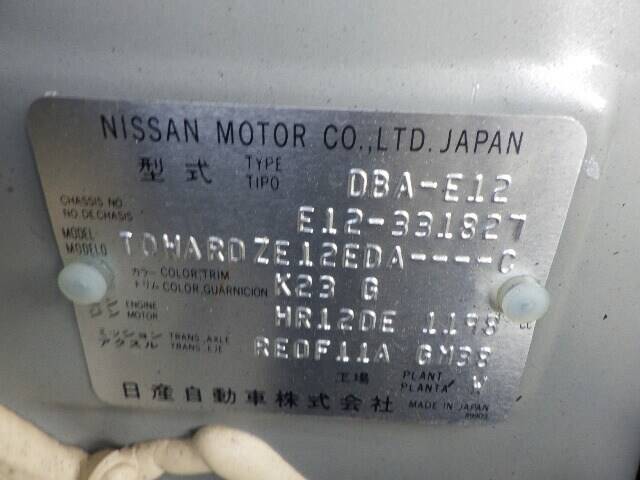 NISSAN MOTOR CO.,LTD. JAPAN
型式 TYPE TIPO DBA-E12
CHASSIS NO. NO DECHASIS E12-331827
MODEL MODELO TDWARDZE12EDA----C
カラー トリム COLOR,TRIM COLOR,GUARNICION K23 G
エンジン ENGINE MOTOR HR12DE 1198 cc
ミッション アクスル TRANS.,AXLE TRANS.,EJE RE0F11A GM38
工場 PLANT PLANTA W
日産自動車株式会社 MADE IN JAPAN